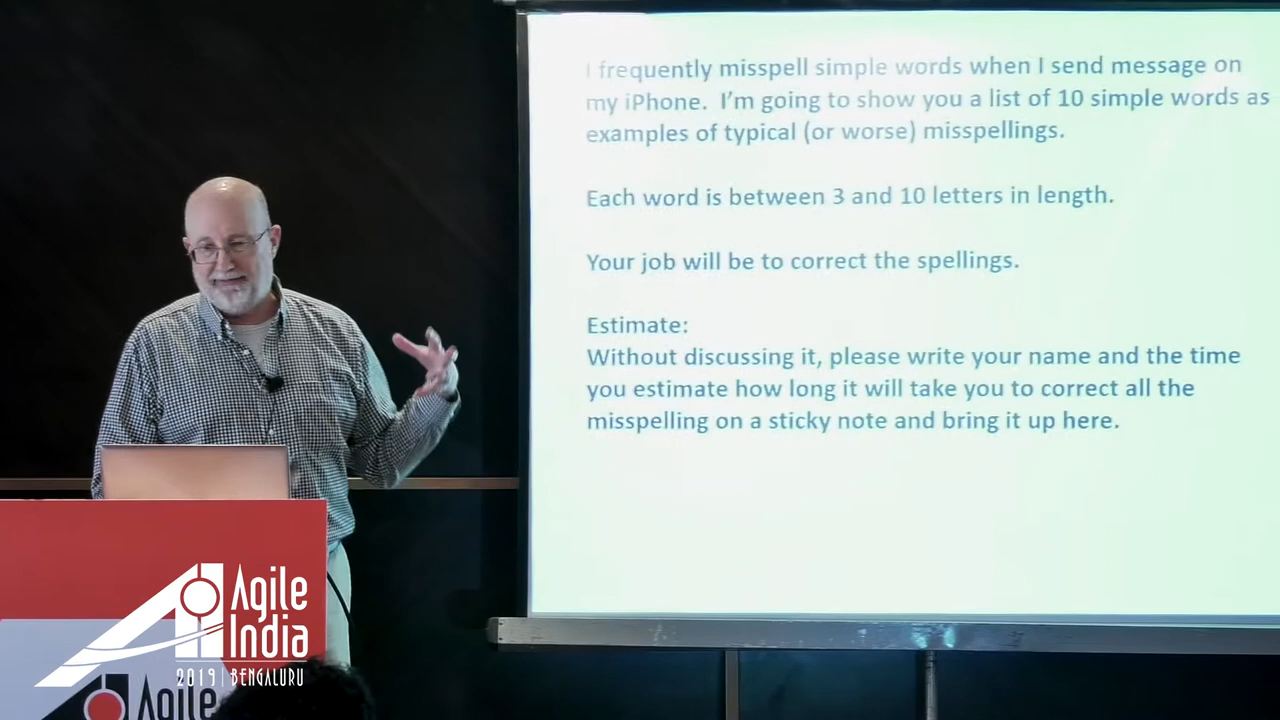 I frequently misspell simple words when I send message on
my iPhone. I'm going to show you a list of 10 simple words as
examples of typical (or worse) misspellings.
Each word is between 3 and 10 letters in length.
Your job will be to correct the spellings.
Estimate:
Without discussing it, please write your name and the time
you estimate how long it will take you to correct all the
misspelling on a sticky note and bring it up here.
Agile
India
2019 | BENGALURU
Agile